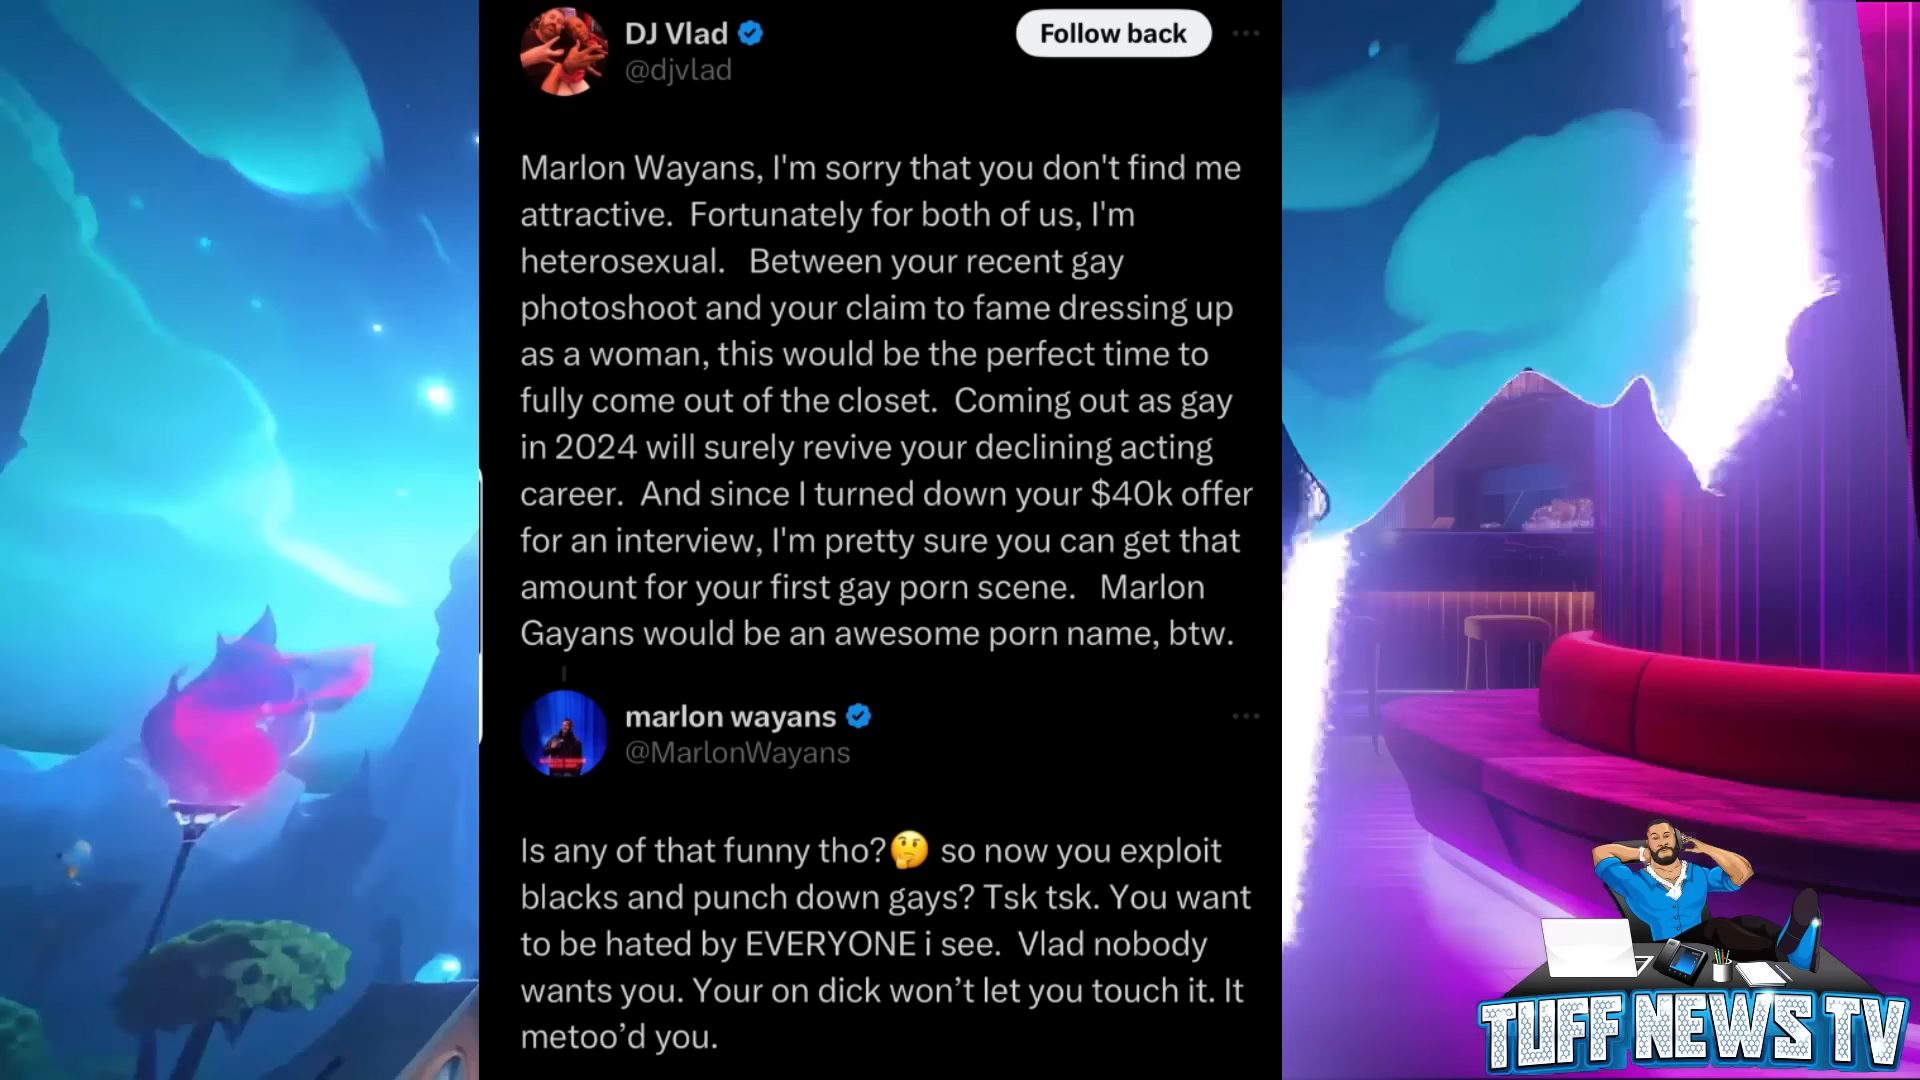 DJ Vlad
Follow back
@djvlad
Marlon Wayans, I'm sorry that you don't find me
attractive.  Fortunately for both of us, I'm
heterosexual.   Between your recent gay
photoshoot and your claim to fame dressing up
as a woman, this would be the perfect time to
fully come out of the closet.  Coming out as gay
in 2024 will surely revive your declining acting
career.  And since I turned down your $40k offer
for an interview, I'm pretty sure you can get that
amount for your first gay porn scene.   Marlon
Gayans would be an awesome porn name, btw.
marlon wayans
@MarlonWayans
Is any of that funny tho?🤔 so now you exploit
blacks and punch down gays? Tsk tsk. You want
to be hated by EVERYONE i see.  Vlad nobody
wants you. Your on dick won’t let you touch it. It
metoo’d you.
TUFF NEWS TV